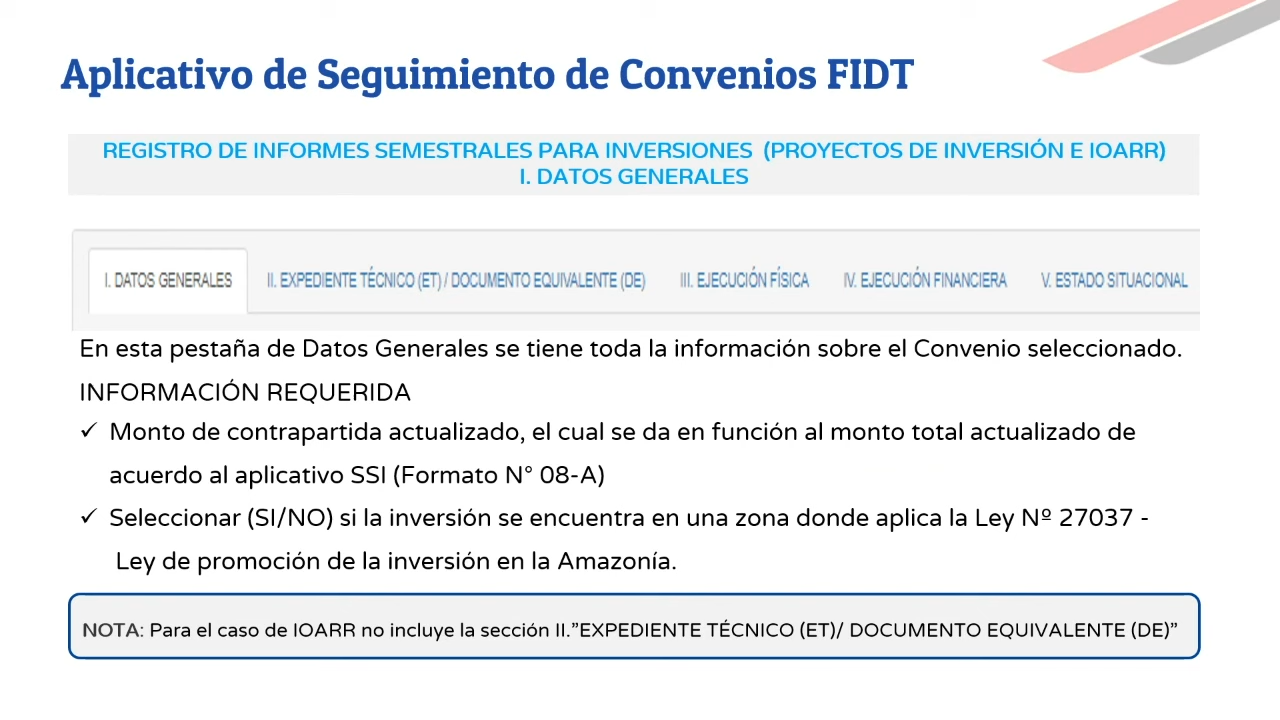 Aplicativo de Seguimiento de Convenios FIDT
REGISTRO DE INFORMES SEMESTRALES PARA INVERSIONES (PROYECTOS DE INVERSIÓN E IOARR)
I. DATOS GENERALES
I. DATOS GENERALES II. EXPEDIENTE TÉCNICO (ET) / DOCUMENTO EQUIVALENTE (DE) III. EJECUCIÓN FÍSICA IV. EJECUCIÓN FINANCIERA V. ESTADO SITUACIONAL
En esta pestaña de Datos Generales se tiene toda la información sobre el Convenio seleccionado.
INFORMACIÓN REQUERIDA
✓ Monto de contrapartida actualizado, el cual se da en función al monto total actualizado de
acuerdo al aplicativo SSI (Formato N° 08-A)
✓ Seleccionar (SI/NO) si la inversión se encuentra en una zona donde aplica la Ley Nº 27037 -
Ley de promoción de la inversión en la Amazonía.
NOTA: Para el caso de IOARR no incluye la sección II.”EXPEDIENTE TÉCNICO (ET)/ DOCUMENTO EQUIVALENTE (DE)”